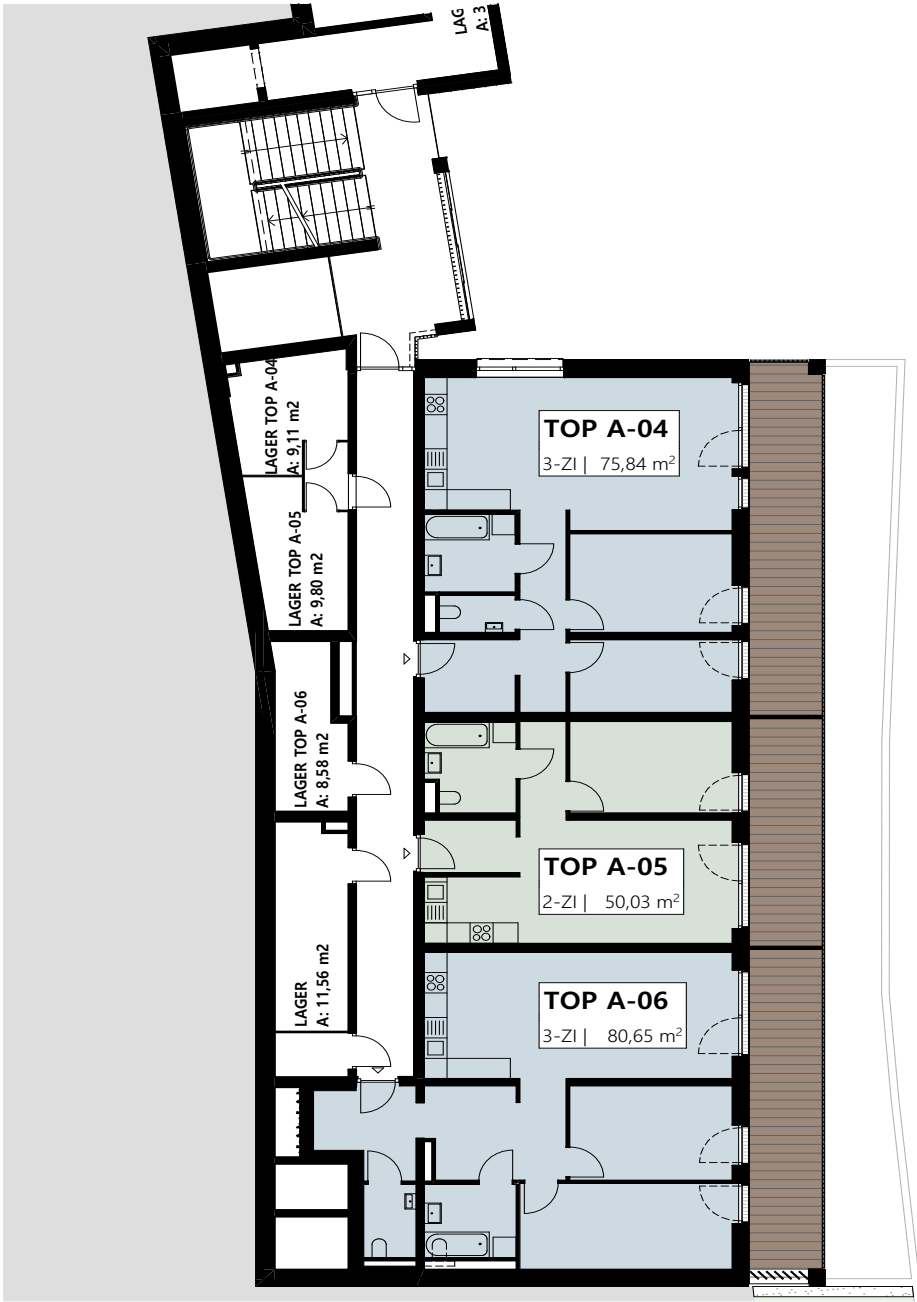 LAG
A: 3
LAGER TOP A-04
A: 9,11 m2
TOP A-04
3-ZI | 75,84 m²
LAGER TOP A-05
A: 9,80 m2
LAGER TOP A-06
A: 8,58 m2
TOP A-05
2-ZI | 50,03 m²
LAGER
A: 11,56 m2
TOP A-06
3-ZI | 80,65 m²